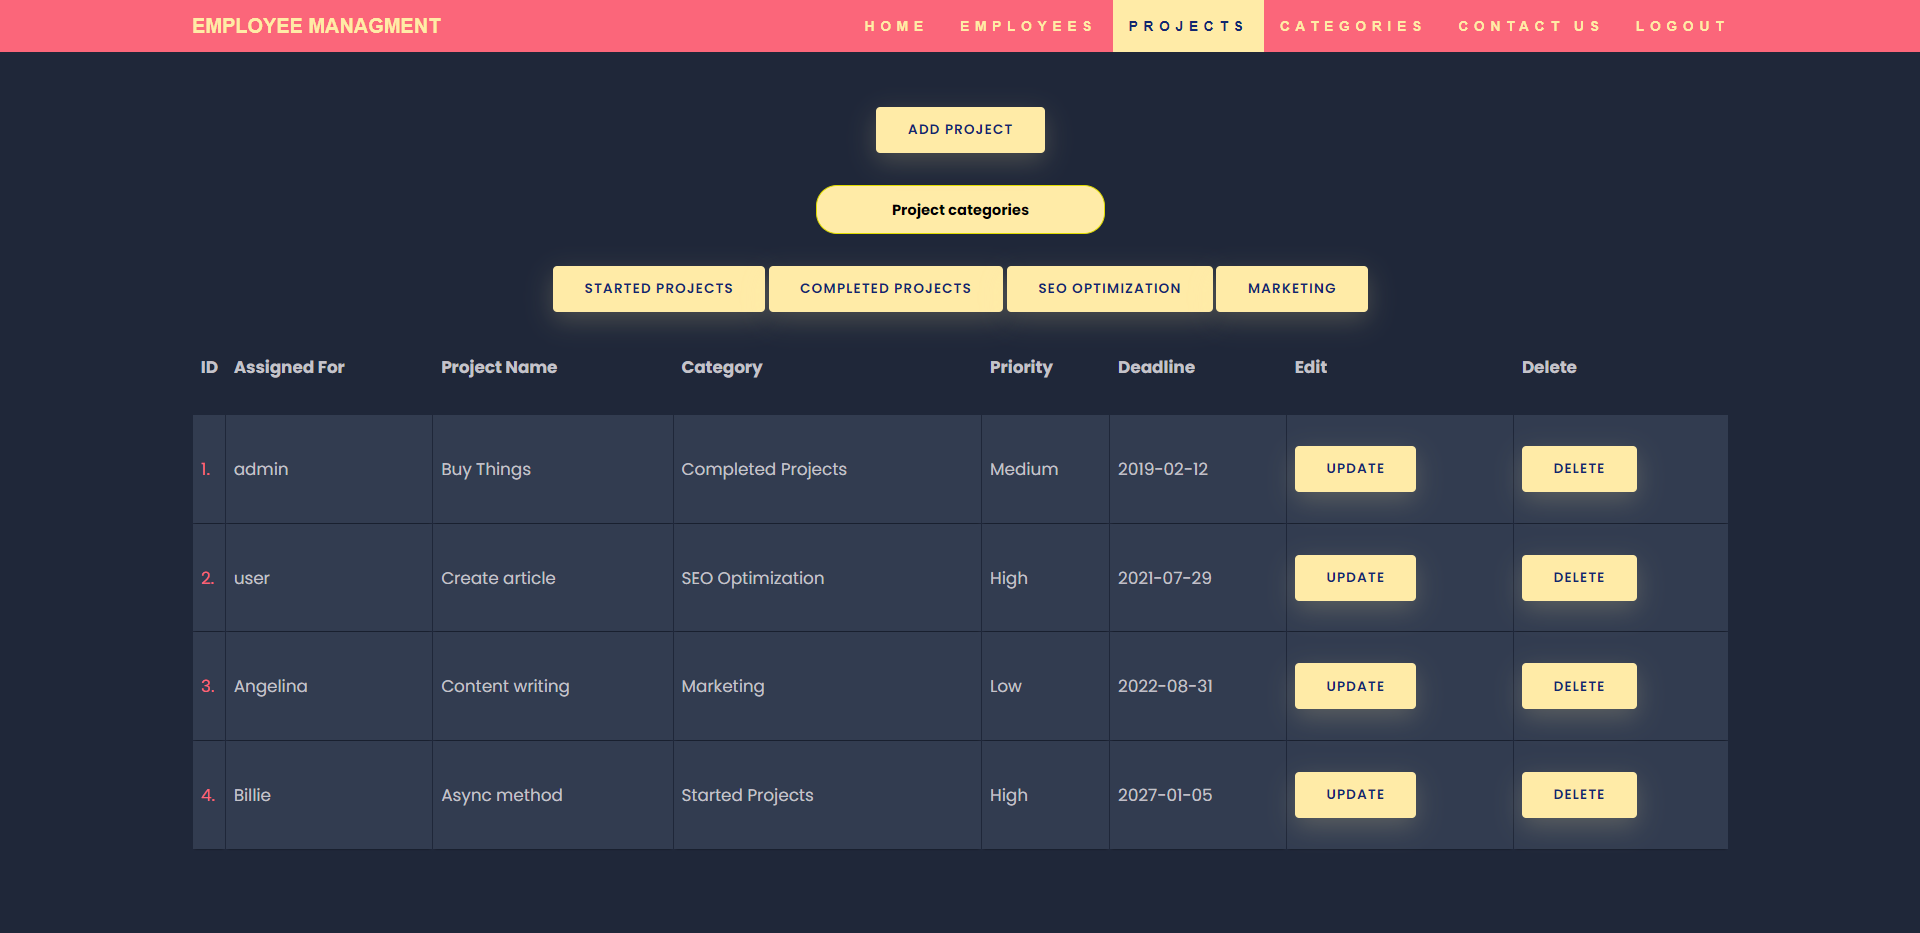 EMPLOYEE MANAGMENT HOME EMPLOYEES PROJECTS CATEGORIES CONTACT US LOGOUT
ADD PROJECT
Project categories
STARTED PROJECTS COMPLETED PROJECTS SEO OPTIMIZATION MARKETING
ID Assigned For Project Name Category Priority Deadline Edit Delete
1. admin Buy Things Completed Projects Medium 2019-02-12 UPDATE DELETE
2. user Create article SEO Optimization High 2021-07-29 UPDATE DELETE
3. Angelina Content writing Marketing Low 2022-08-31 UPDATE DELETE
4. Billie Async method Started Projects High 2027-01-05 UPDATE DELETE